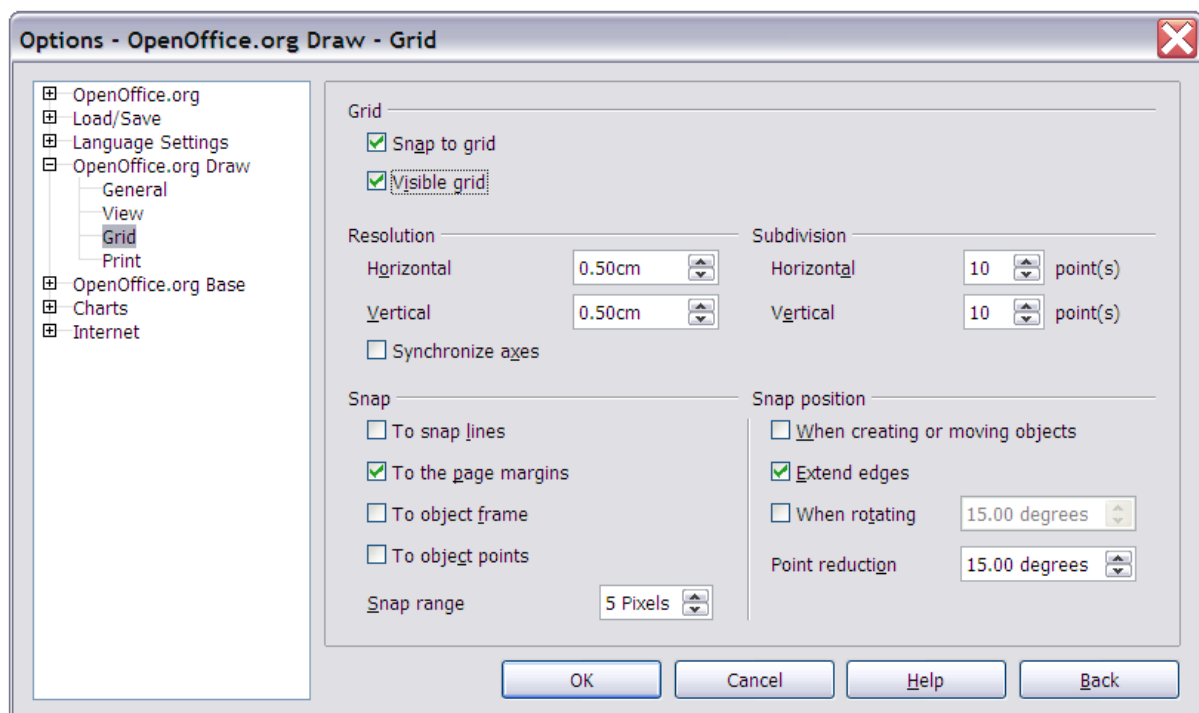 Options - OpenOffice.org Draw - Grid
OpenOffice.org
Load/Save
Language Settings
OpenOffice.org Draw
General
View
Grid
Print
OpenOffice.org Base
Charts
Internet
Grid
Snap to grid
Visible grid
Resolution
Horizontal 0.50cm
Vertical 0.50cm
Synchronize axes
Subdivision
Horizontal 10 point(s)
Vertical 10 point(s)
Snap
To snap lines
To the page margins
To object frame
To object points
Snap range 5 Pixels
Snap position
When creating or moving objects
Extend edges
When rotating 15.00 degrees
Point reduction 15.00 degrees
OK Cancel Help Back